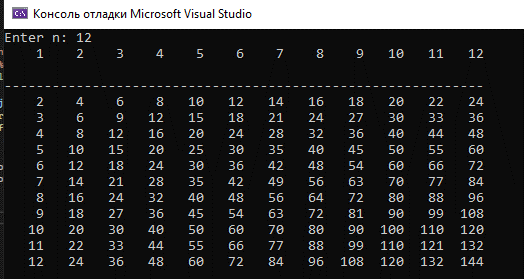 Консоль отладки Microsoft Visual Studio
Enter n: 12
1 2 3 4 5 6 7 8 9 10 11 12
------------------------------------------------------------
2 4 6 8 10 12 14 16 18 20 22 24
3 6 9 12 15 18 21 24 27 30 33 36
4 8 12 16 20 24 28 32 36 40 44 48
5 10 15 20 25 30 35 40 45 50 55 60
6 12 18 24 30 36 42 48 54 60 66 72
7 14 21 28 35 42 49 56 63 70 77 84
8 16 24 32 40 48 56 64 72 80 88 96
9 18 27 36 45 54 63 72 81 90 99 108
10 20 30 40 50 60 70 80 90 100 110 120
11 22 33 44 55 66 77 88 99 110 121 132
12 24 36 48 60 72 84 96 108 120 132 144